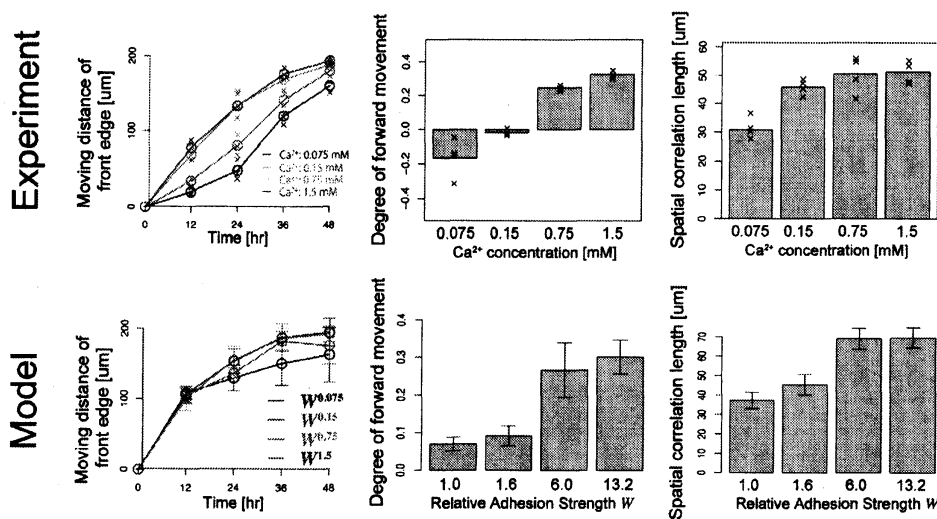 Experiment
Moving distance of
front edge [um]
200
100
0
Ca²⁺: 0.075 mM
Ca²⁺: 0.15 mM
Ca²⁺: 0.75 mM
Ca²⁺: 1.5 mM
0 12 24 36 48
Time [hr]
Degree of forward movement
0.4
0.2
0.0
-0.2
-0.4
0.075 0.15 0.75 1.5
Ca²⁺ concentration [mM]
Spatial correlation length [um]
60
50
40
30
20
10
0
0.075 0.15 0.75 1.5
Ca²⁺ concentration [mM]
Model
Moving distance of
front edge [um]
200
100
0
W0.075
W0.15
W0.75
W1.5
0 12 24 36 48
Time [hr]
Degree of forward movement
0.4
0.3
0.2
0.1
0.0
1.0 1.6 6.0 13.2
Relative Adhesion Strength W
Spatial correlation length [um]
70
60
50
40
30
20
10
0
1.0 1.6 6.0 13.2
Relative Adhesion Strength W